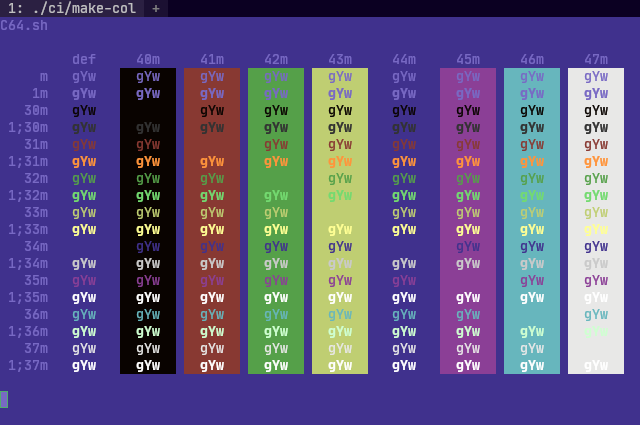 1: ./ci/make-col +
C64.sh
def 40m 41m 42m 43m 44m 45m 46m 47m
m gYw gYw gYw gYw gYw gYw gYw gYw gYw
1m gYw gYw gYw gYw gYw gYw gYw gYw gYw
30m gYw gYw gYw gYw gYw gYw gYw gYw
1;30m gYw gYw gYw gYw gYw gYw gYw gYw gYw
31m gYw gYw gYw gYw gYw gYw gYw gYw
1;31m gYw gYw gYw gYw gYw gYw gYw gYw gYw
32m gYw gYw gYw gYw gYw gYw gYw gYw
1;32m gYw gYw gYw gYw gYw gYw gYw gYw gYw
33m gYw gYw gYw gYw gYw gYw gYw gYw
1;33m gYw gYw gYw gYw gYw gYw gYw gYw gYw
34m gYw gYw gYw gYw gYw gYw gYw
1;34m gYw gYw gYw gYw gYw gYw gYw gYw gYw
35m gYw gYw gYw gYw gYw gYw gYw gYw
1;35m gYw gYw gYw gYw gYw gYw gYw gYw gYw
36m gYw gYw gYw gYw gYw gYw gYw gYw
1;36m gYw gYw gYw gYw gYw gYw gYw gYw gYw
37m gYw gYw gYw gYw gYw gYw gYw gYw
1;37m gYw gYw gYw gYw gYw gYw gYw gYw gYw